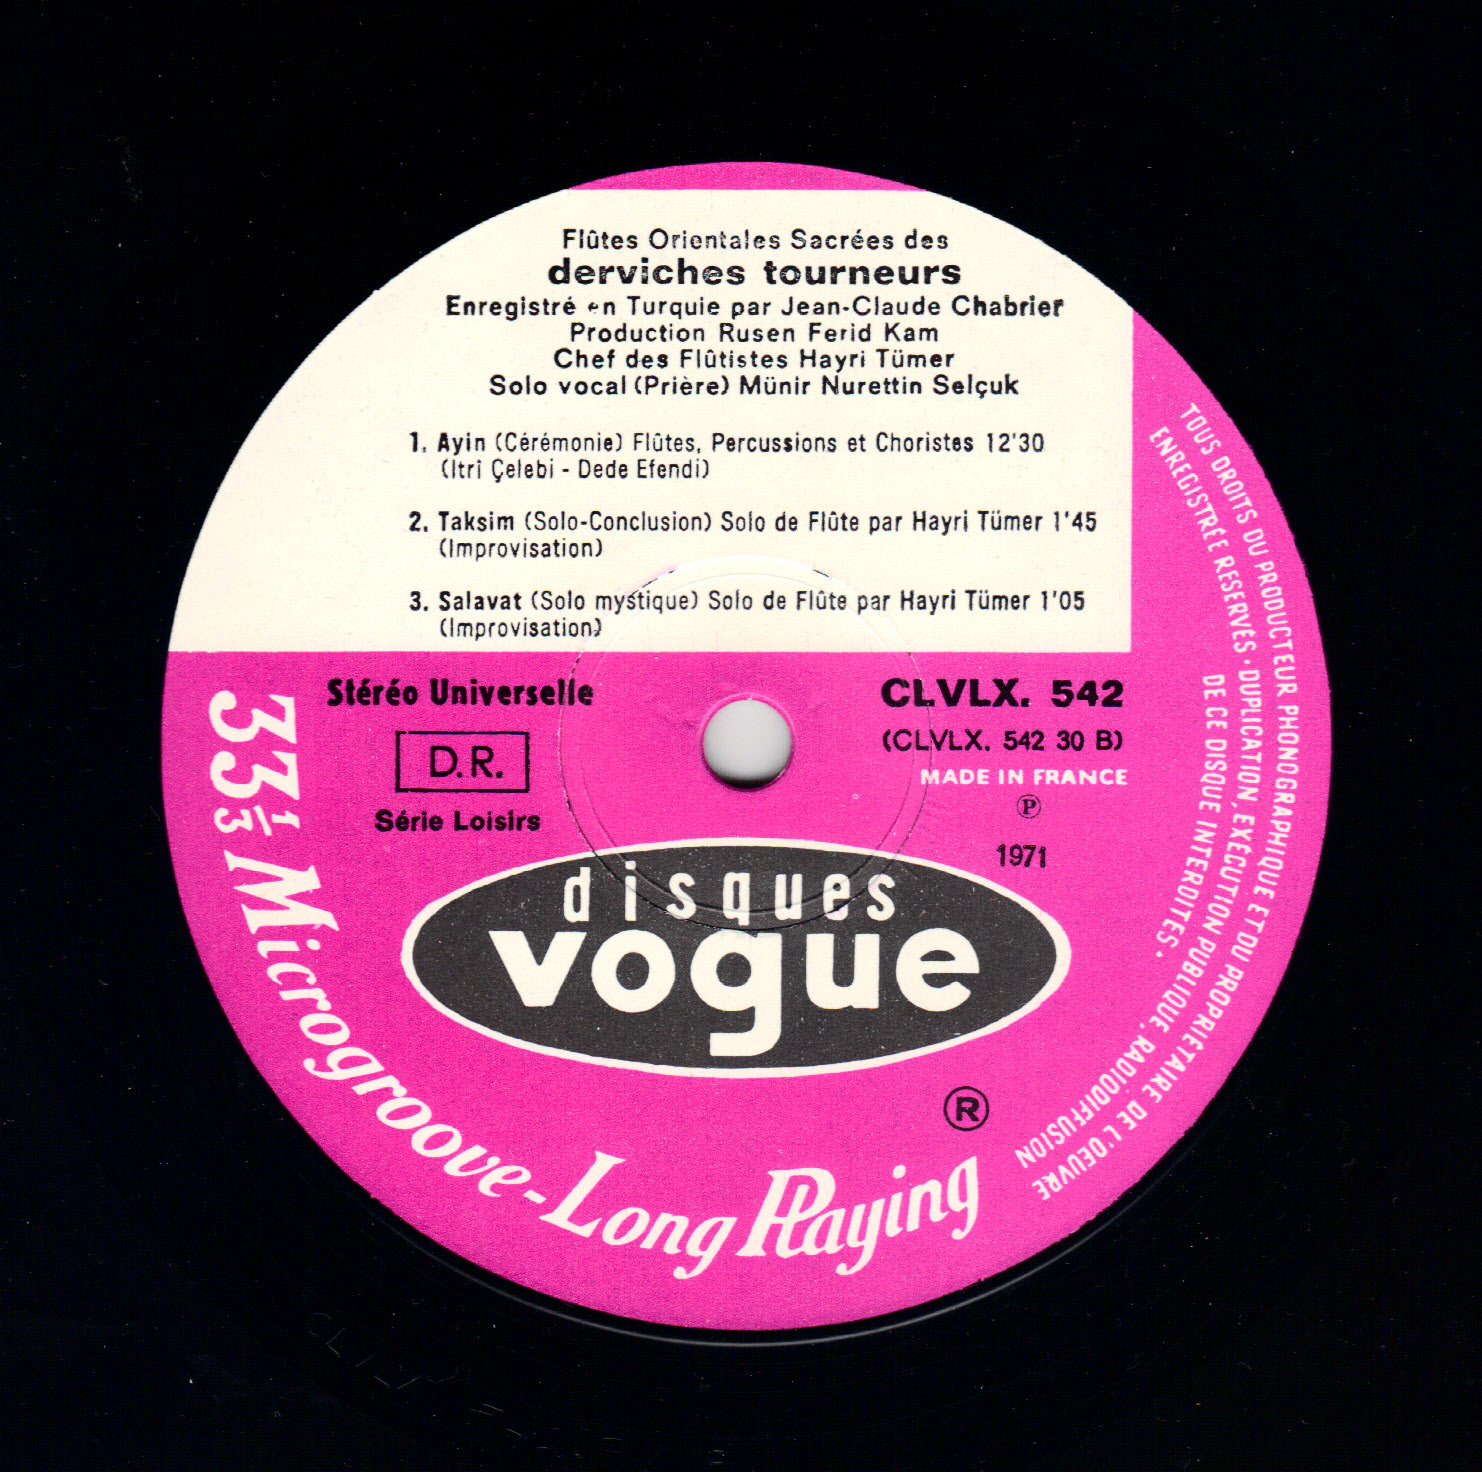 Flûtes Orientales Sacrées des
derviches tourneurs
Enregistré en Turquie par Jean-Claude Chabrier
Production Rusen Ferid Kam
Chef des Flûtistes Hayri Tümer
Solo vocal (Prière) Münir Nurettin Selçuk
1. Ayin (Cérémonie) Flûtes, Percussions et Choristes 12'30
(Itrî Çelebi - Dede Efendi)
2. Taksim (Solo-Conclusion) Solo de Flûte par Hayri Tümer 1'45
(Improvisation)
3. Salavat (Solo mystique) Solo de Flûte par Hayri Tümer 1'05
(Improvisation)
Stéréo Universelle
D.R.
Série Loisirs
CLVLX. 542
(CLVLX. 542 30 B)
MADE IN FRANCE
℗
1971
disques
vogue
®
33 1/3 Microgroove-Long Playing
TOUS DROITS DU PRODUCTEUR PHONOGRAPHIQUE ET DU PROPRIÉTAIRE DE L'OEUVRE
ENREGISTRÉE RESERVÉS · DUPLICATION, EXÉCUTION PUBLIQUE, RADIODIFFUSION
DE CE DISQUE INTERDITES.